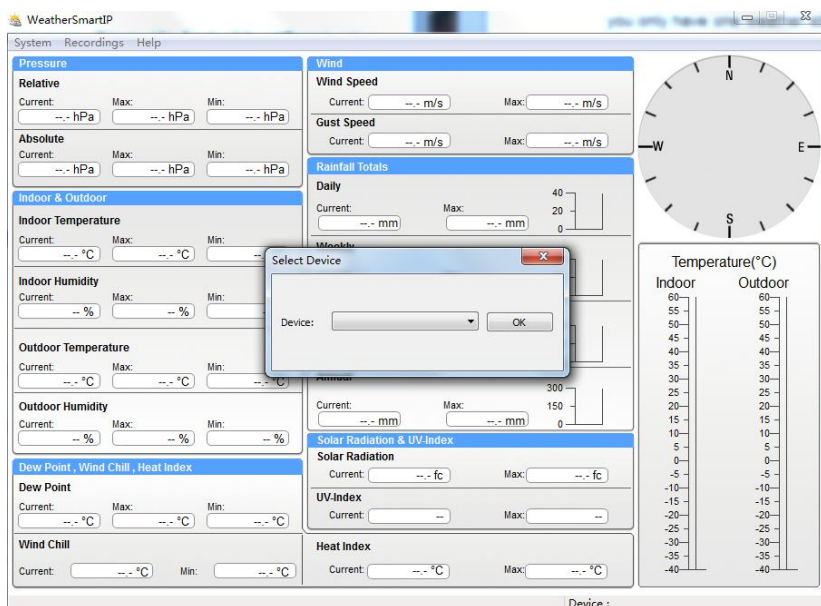 WeatherSmartIP
System Recordings Help
Pressure
Relative
Current: Max: Min:
--.- hPa --.- hPa --.- hPa
Absolute
Current: Max: Min:
--.- hPa --.- hPa --.- hPa
Indoor & Outdoor
Indoor Temperature
Current: Max: Min:
--.- °C --.- °C
Indoor Humidity
Current: Max: Min:
-- % -- %
Outdoor Temperature
Current: Max: Min:
--.- °C --.- °C --.- °C
Outdoor Humidity
Current: Max: Min:
-- % -- % -- %
Dew Point , Wind Chill , Heat Index
Dew Point
Current: Max: Min:
--.- °C --.- °C --.- °C
Wind Chill
Current: --.- °C Min: --.- °C
Wind
Wind Speed
Current: --.- m/s Max: --.- m/s
Gust Speed
Current: --.- m/s Max: --.- m/s
Rainfall Totals
Daily
Current: Max:
--.- mm --.- mm
40
20
0
Weekly
Select Device
Device: OK
Annual
Current: Max:
--.- mm --.- mm
300
150
0
Solar Radiation & UV-Index
Solar Radiation
Current: --.- fc Max: --.- fc
UV-Index
Current: -- Max: --
Heat Index
Current: --.- °C Max: --.- °C
N
W E
S
Temperature(°C)
Indoor Outdoor
60 60
55 55
50 50
45 45
40 40
35 35
30 30
25 25
20 20
15 15
10 10
5 5
0 0
-5 -5
-10 -10
-15 -15
-20 -20
-25 -25
-30 -30
-35 -35
-40 -40
Device :